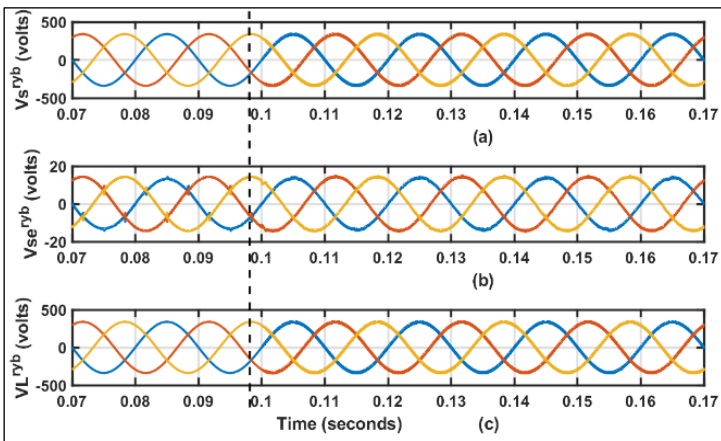 500
Vs^ryb (volts)
0
-500
0.07 0.08 0.09 0.1 0.11 0.12 0.13 0.14 0.15 0.16 0.17
(a)
20
Vse^ryb (volts)
0
-20
0.07 0.08 0.09 0.1 0.11 0.12 0.13 0.14 0.15 0.16 0.17
(b)
500
VL^ryb (volts)
0
-500
0.07 0.08 0.09 0.1 0.11 0.12 0.13 0.14 0.15 0.16 0.17
Time (seconds) (c)